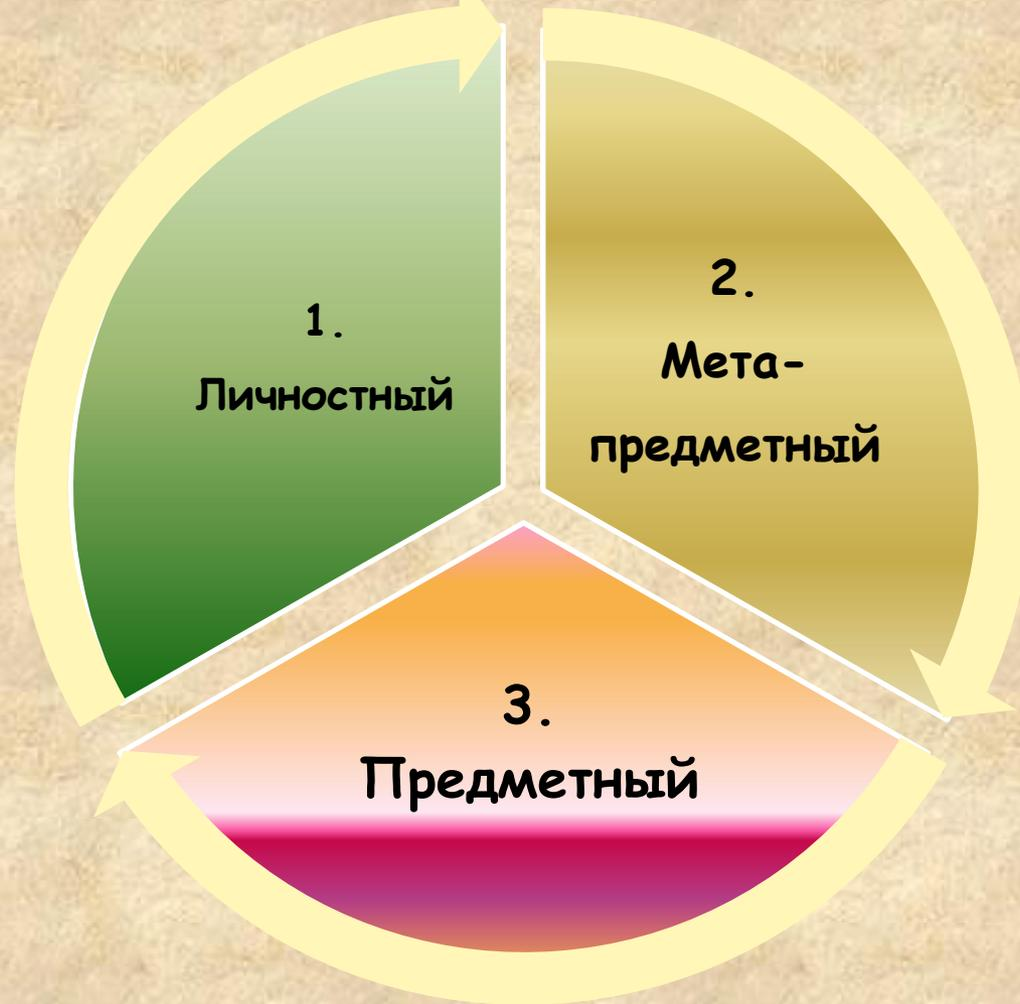 1.
Личностный
2.
Мета-
предметный
3.
Предметный